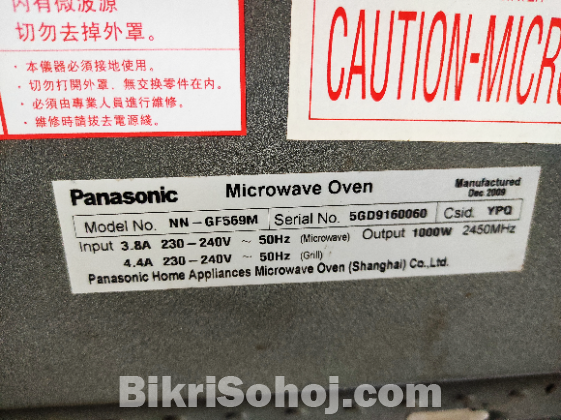 內有微波源
切勿去掉外罩。
· 本儀器必須接地使用。
· 切勿打開外罩. 無交換零件在内。
· 必須由專業人員進行維修。
· 維修時請拔去電源綫。
CAUTION-MICR
Panasonic Microwave Oven Manufactured Dec 2009
Model No. NN-GF569M Serial No. 5GD9160060 Csid. YPQ
Input 3.8A 230-240V ~ 50Hz (Microwave) Output 1000W 2450MHz
4.4A 230-240V ~ 50Hz (Grill)
Panasonic Home Appliances Microwave Oven (Shanghai) Co.,Ltd.
BikriSohoj.com